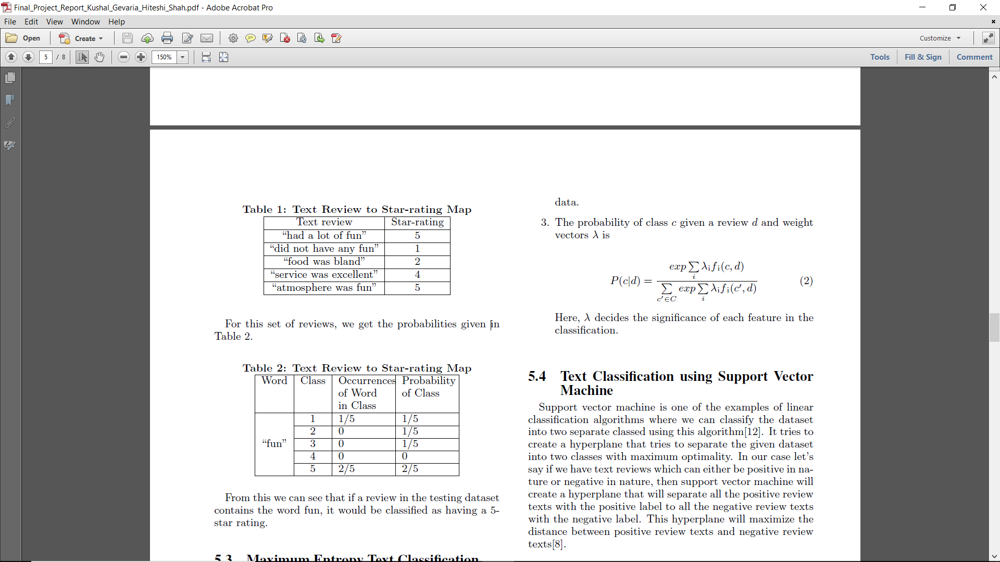 Final_Project_Report_Kushal_Gevaria_Hiteshi_Shah.pdf - Adobe Acrobat Pro
File Edit View Window Help
Open Create Customize
5 / 8 150% Tools Fill & Sign Comment
Table 1: Text Review to Star-rating Map
Text review Star-rating
“had a lot of fun” 5
“did not have any fun” 1
“food was bland” 2
“service was excellent” 4
“atmosphere was fun” 5
For this set of reviews, we get the probabilities given in
Table 2.
Table 2: Text Review to Star-rating Map
Word Class Occurrences Probability
of Word of Class
in Class
1 1/5 1/5
2 0 1/5
“fun” 3 0 1/5
4 0 0
5 2/5 2/5
From this we can see that if a review in the testing dataset
contains the word fun, it would be classified as having a 5-
star rating.
5.3 Maximum Entropy Text Classification
data.
3. The probability of class c given a review d and weight
vectors λ is
exp ∑ λᵢfᵢ(c, d)
i
P(c|d) = (2)
∑ exp ∑ λᵢfᵢ(c′, d)
c′∈C i
Here, λ decides the significance of each feature in the
classification.
5.4 Text Classification using Support Vector
Machine
Support vector machine is one of the examples of linear
classification algorithms where we can classify the dataset
into two separate classed using this algorithm[12]. It tries to
create a hyperplane that tries to separate the given dataset
into two classes with maximum optimality. In our case let’s
say if we have text reviews which can either be positive in na-
ture or negative in nature, then support vector machine will
create a hyperplane that will separate all the positive review
texts with the positive label to all the negative review texts
with the negative label. This hyperplane will maximize the
distance between positive review texts and negative review
texts[8].